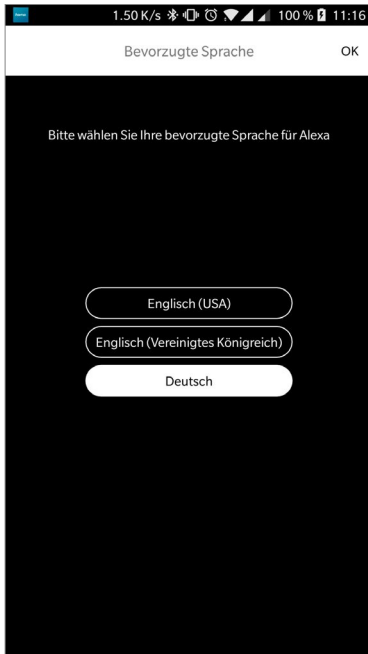 1.50 K/s 100 % 11:16
Bevorzugte Sprache OK
Bitte wählen Sie Ihre bevorzugte Sprache für Alexa
Englisch (USA)
Englisch (Vereinigtes Königreich)
Deutsch